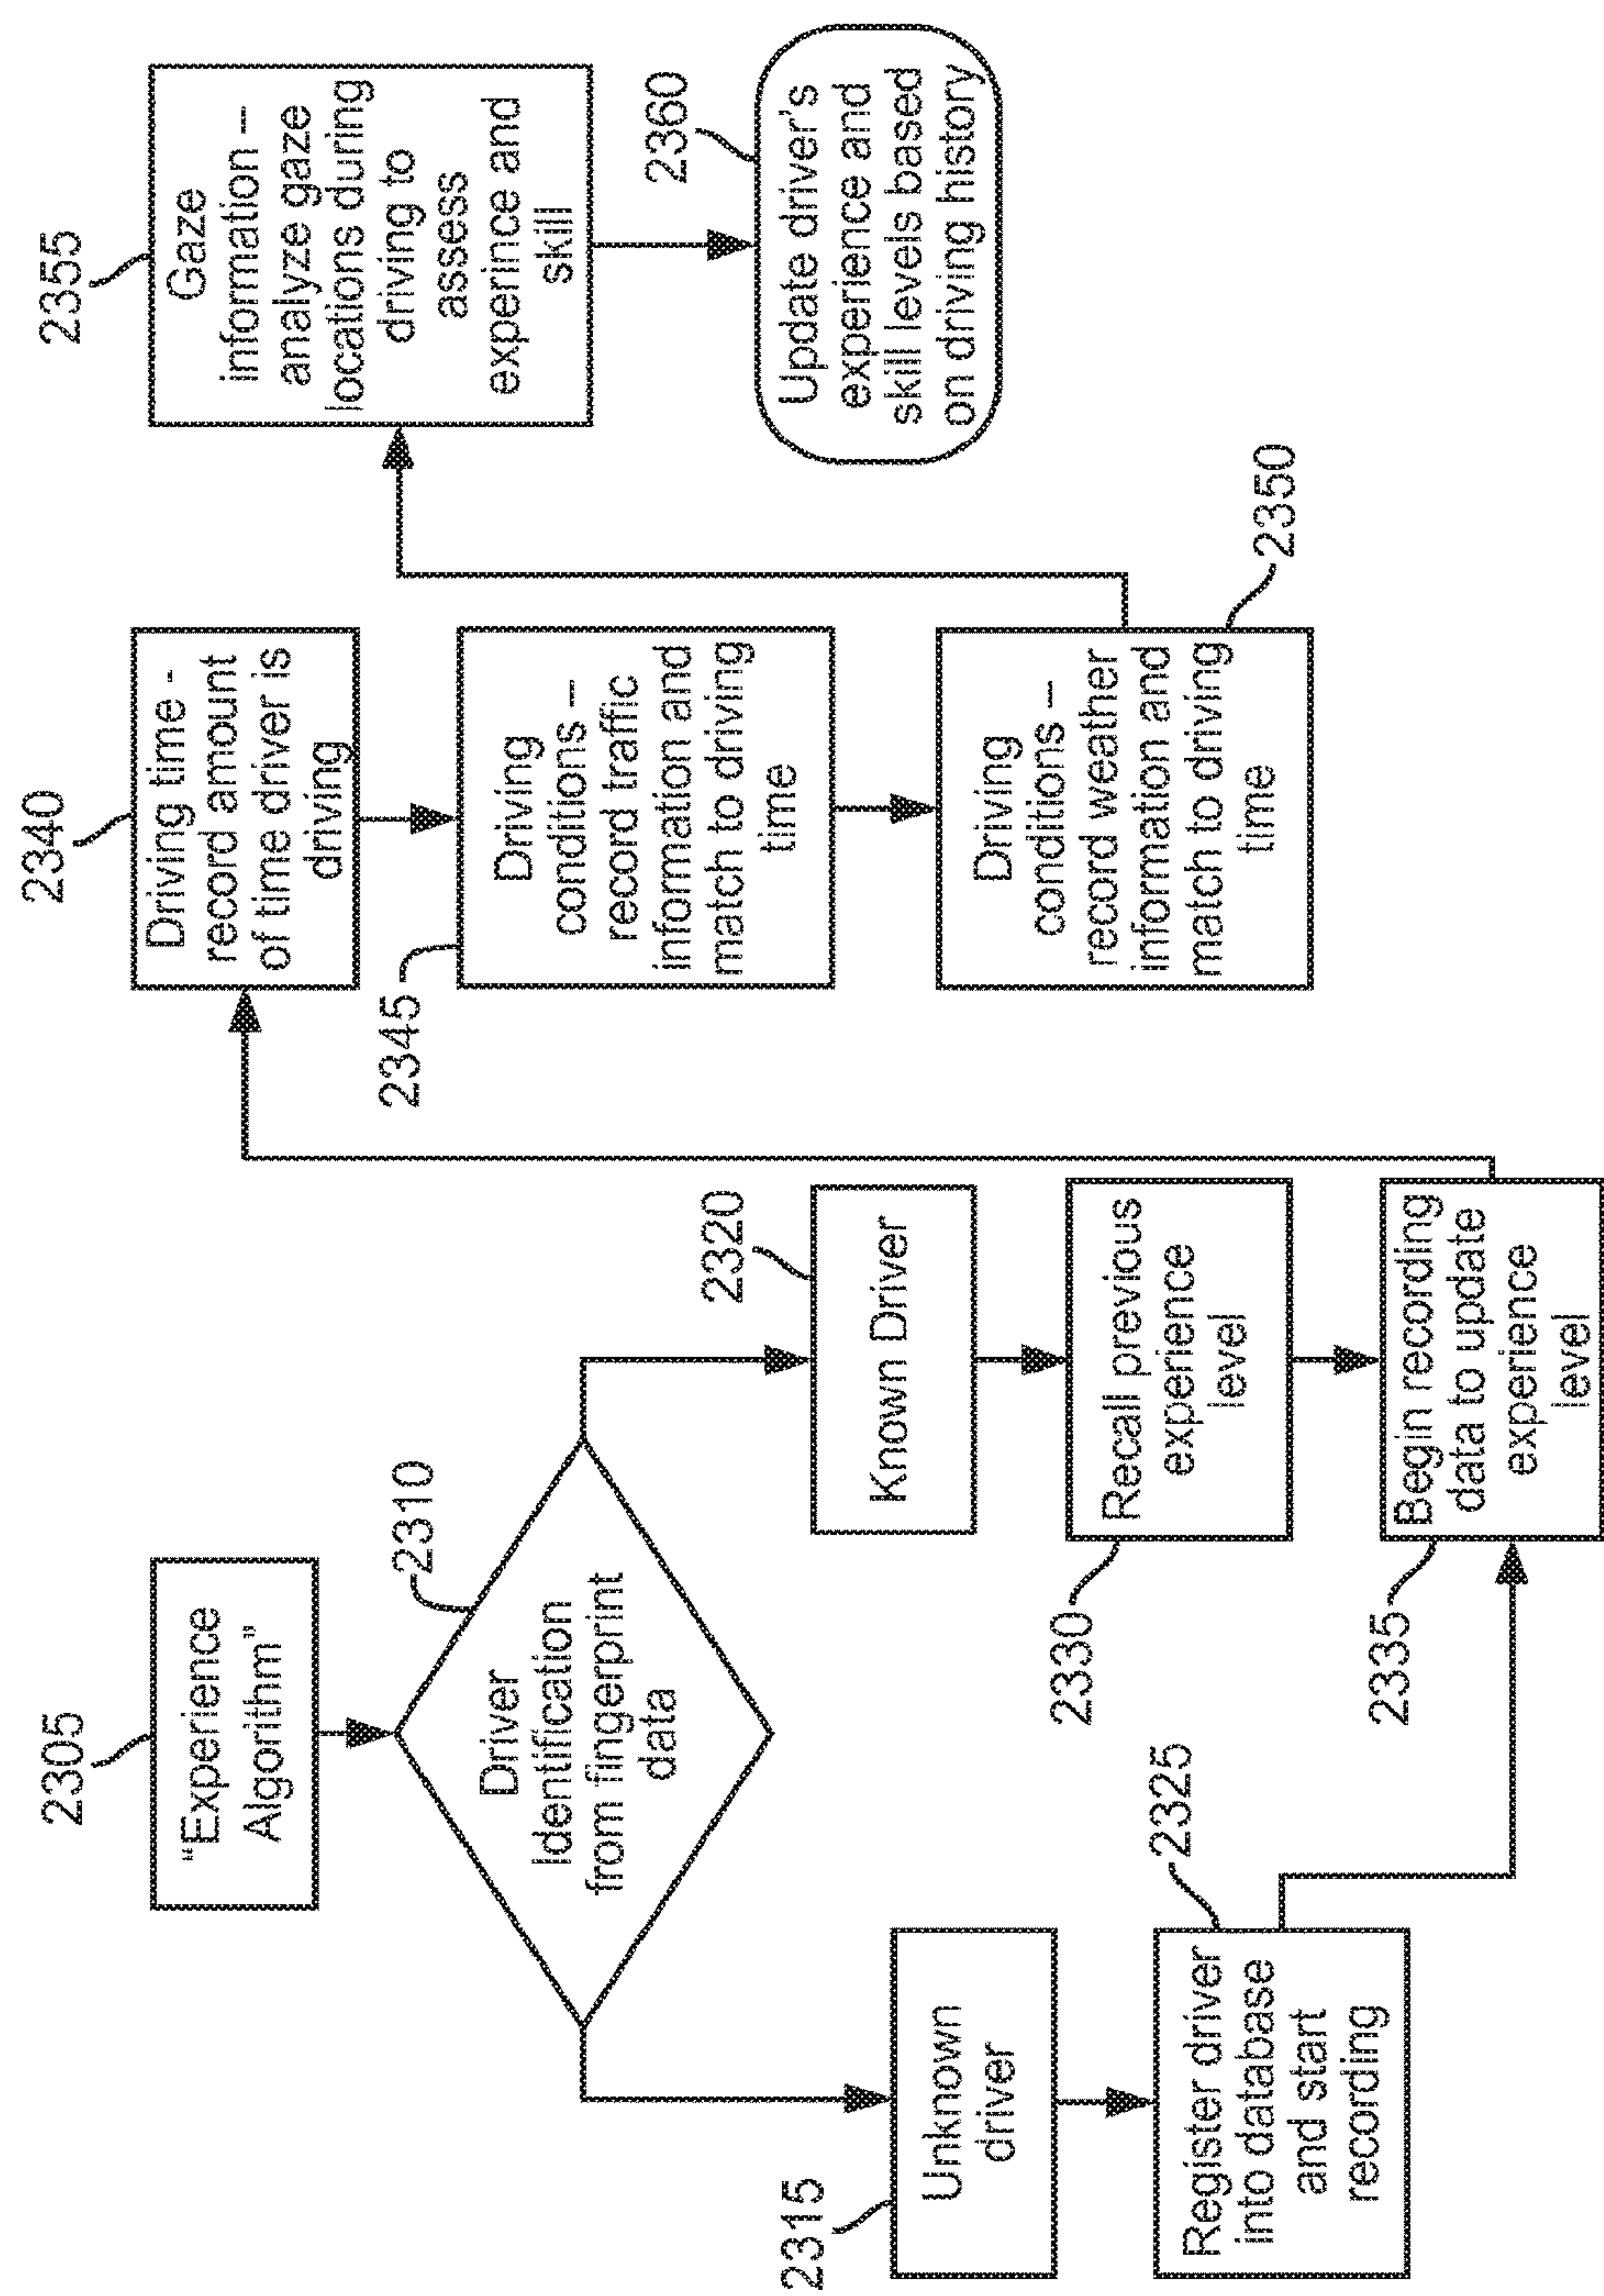 2305
"Experience
Algorithm"
2310
Driver
Identification
from fingerprint
data
2315
Unknown
driver
2325
Register driver
into database
and start
recording
2320
Known Driver
2330
Recall previous
experience
level
2335
Begin recording
data to update
experience
level
2340
Driving time -
record amount
of time driver is
driving
2345
Driving
conditions –
record traffic
information and
match to driving
time
2350
Driving
conditions –
record weather
information and
match to driving
time
2355
Gaze
information –
analyze gaze
locations during
driving to
assess
experince and
skill
2360
Update driver's
experience and
skill levels based
on driving history